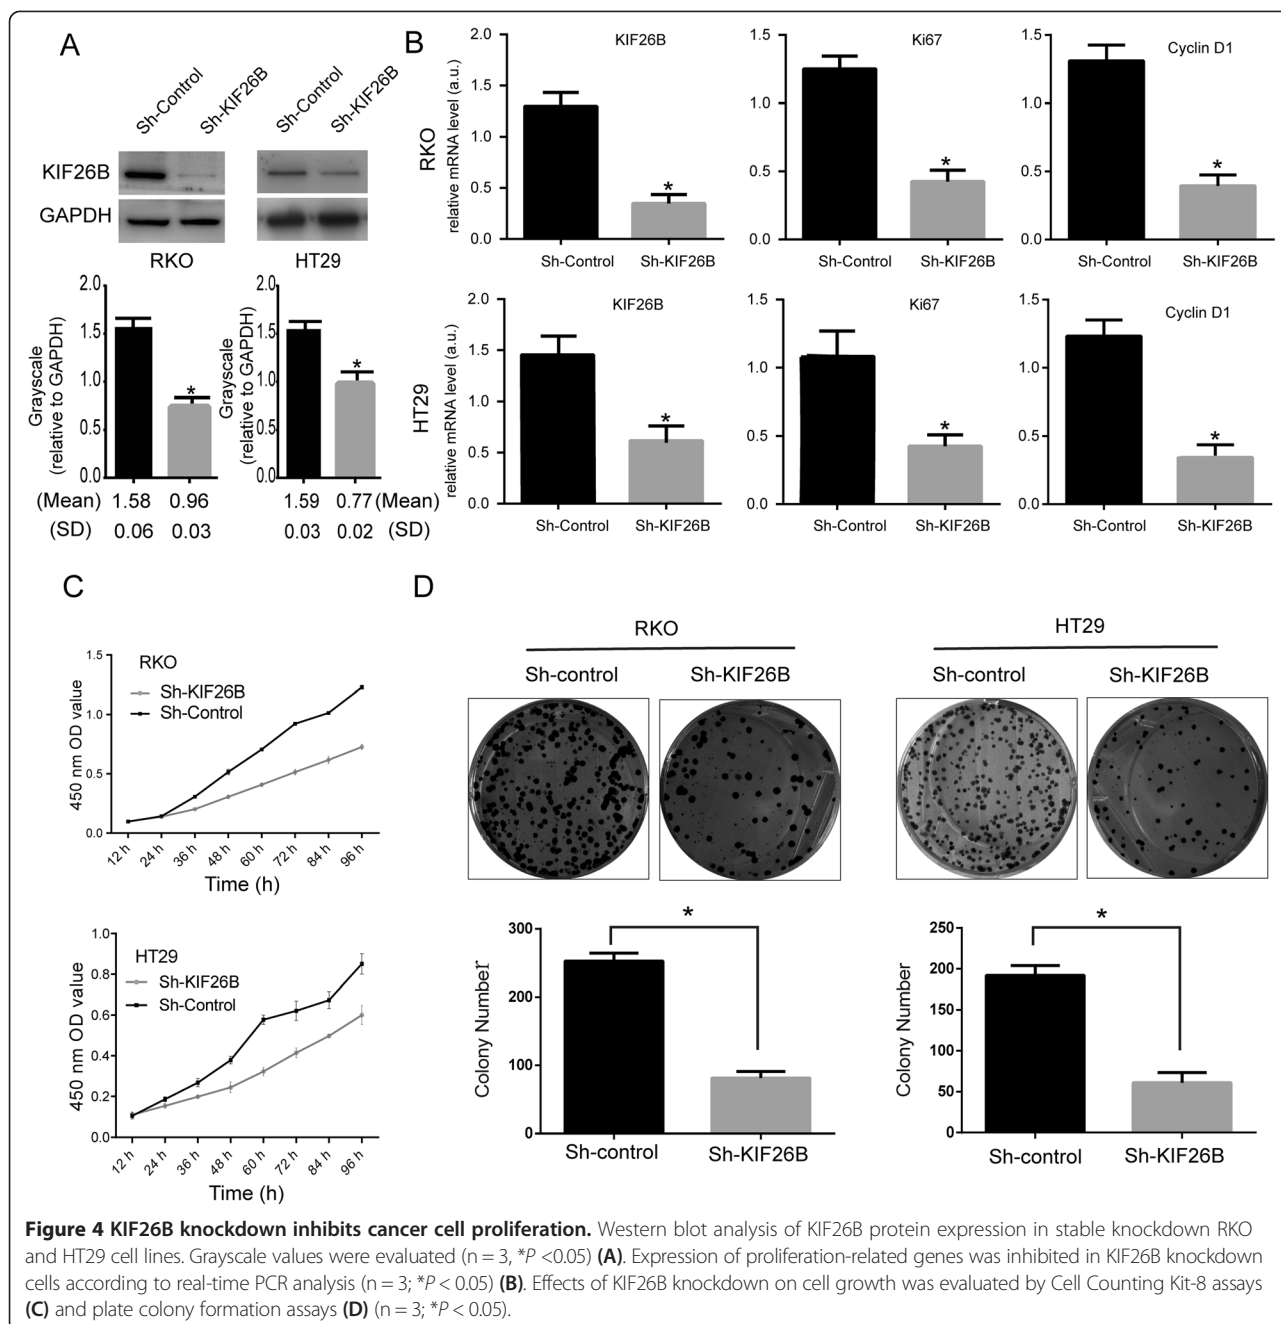 A
Sh-Control
Sh-KIF26B
Sh-Control
Sh-KIF26B
KIF26B
GAPDH
RKO
HT29
Grayscale
(relative to GAPDH)
2.0
1.5
1.0
0.5
0.0
*
Grayscale
(relative to GAPDH)
2.0
1.5
1.0
0.5
0.0
*
(Mean) 1.58 0.96 1.59 0.77 (Mean)
(SD) 0.06 0.03 0.03 0.02 (SD)
B
RKO
relative mRNA level (a.u.)
KIF26B
2.0
1.5
1.0
0.5
0.0
*
Sh-Control Sh-KIF26B
Ki67
1.5
1.0
0.5
0.0
*
Sh-Control Sh-KIF26B
Cyclin D1
1.5
1.0
0.5
0.0
*
Sh-Control Sh-KIF26B
HT29
relative mRNA level (a.u.)
KIF26B
2.0
1.5
1.0
0.5
0.0
*
Sh-Control Sh-KIF26B
Ki67
1.5
1.0
0.5
0.0
*
Sh-Control Sh-KIF26B
Cyclin D1
1.5
1.0
0.5
0.0
*
Sh-Control Sh-KIF26B
C
450 nm OD value
1.5
1.0
0.5
0.0
RKO
Sh-KIF26B
Sh-Control
12 h 24 h 36 h 48 h 60 h 72 h 84 h 96 h
Time (h)
450 nm OD value
1.0
0.8
0.6
0.4
0.2
0.0
HT29
Sh-KIF26B
Sh-Control
12 h 24 h 36 h 48 h 60 h 72 h 84 h 96 h
Time (h)
D
RKO
Sh-control Sh-KIF26B
HT29
Sh-control Sh-KIF26B
Colony Number
300
200
100
0
*
Sh-control Sh-KIF26B
Colony Number
250
200
150
100
50
0
*
Sh-control Sh-KIF26B
Figure 4 KIF26B knockdown inhibits cancer cell proliferation. Western blot analysis of KIF26B protein expression in stable knockdown RKO
and HT29 cell lines. Grayscale values were evaluated (n = 3, *P <0.05) (A). Expression of proliferation-related genes was inhibited in KIF26B knockdown
cells according to real-time PCR analysis (n = 3; *P < 0.05) (B). Effects of KIF26B knockdown on cell growth was evaluated by Cell Counting Kit-8 assays
(C) and plate colony formation assays (D) (n = 3; *P < 0.05).